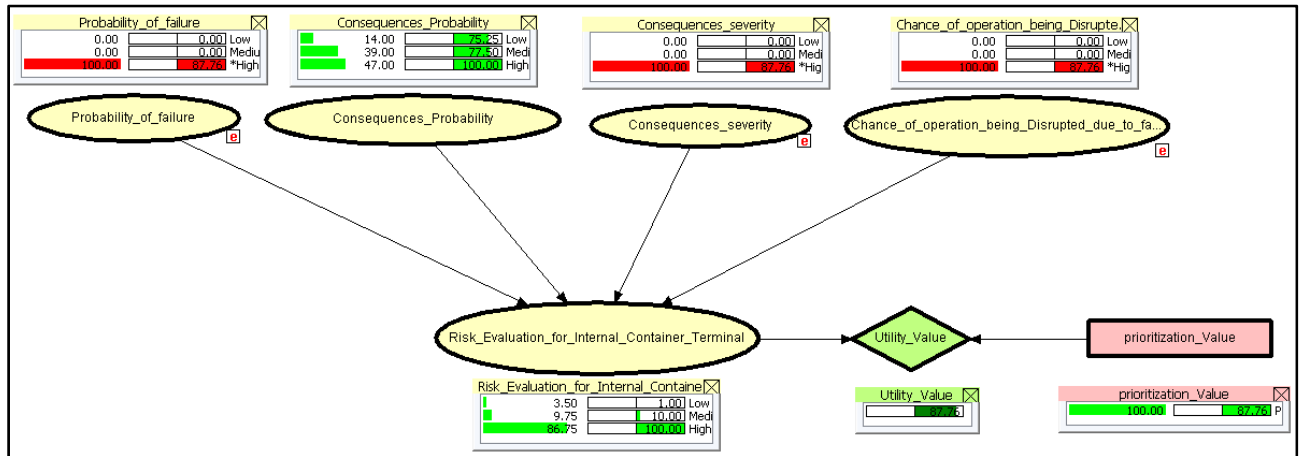 Probability_of_failure
0.00 0.00 Low
0.00 0.00 Mediu
100.00 87.76 *High
Consequences_Probability
14.00 75.25 Low
39.00 77.50 Medi
47.00 100.00 High
Consequences_severity
0.00 0.00 Low
0.00 0.00 Medi
100.00 87.76 *Hig
Chance_of_operation_being_Disrupte...
0.00 0.00 Low
0.00 0.00 Medi
100.00 87.76 *Hig
Probability_of_failure
e
Consequences_Probability
Consequences_severity
e
Chance_of_operation_being_Disrupted_due_to_fa...
e
Risk_Evaluation_for_Internal_Container_Terminal
Utility_Value
prioritization_Value
Risk_Evaluation_for_Internal_Containe
3.50 1.00 Low
9.75 10.00 Medi
86.75 100.00 High
Utility_Value
87.76
prioritization_Value
100.00 87.76 P